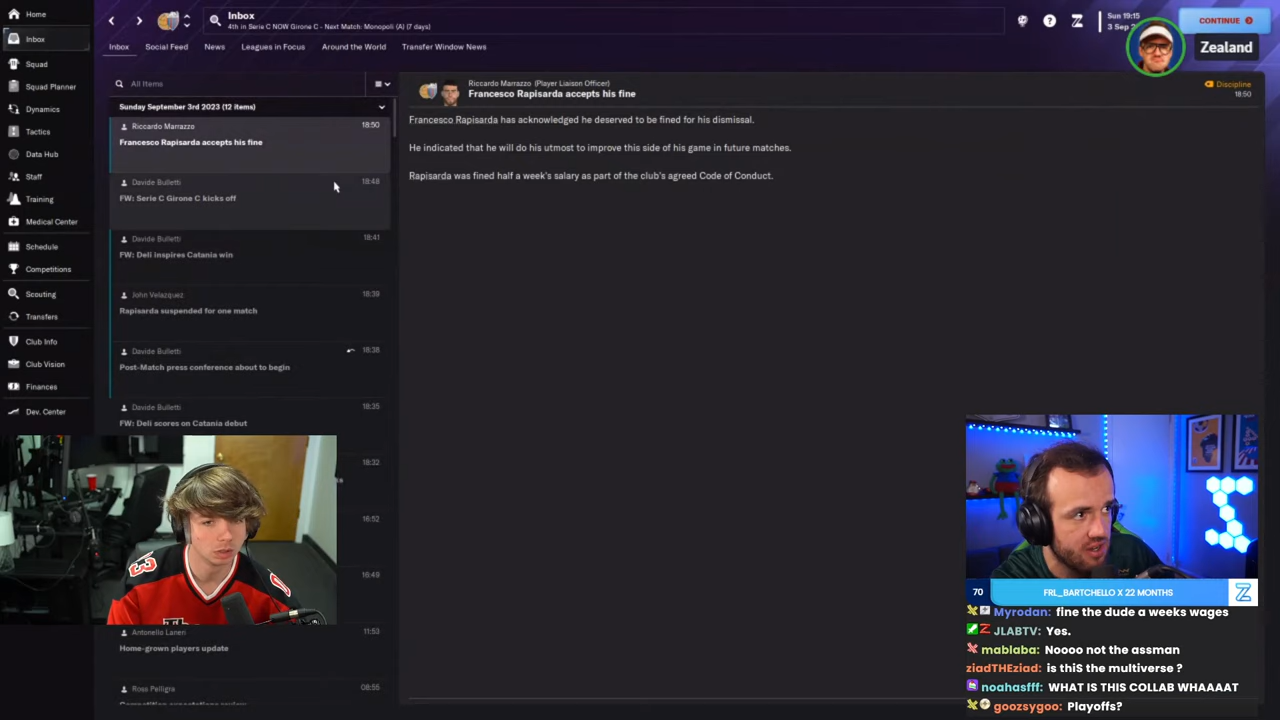 Home
Inbox
Squad
Squad Planner
Dynamics
Tactics
Data Hub
Staff
Training
Medical Center
Schedule
Competitions
Scouting
Transfers
Club Info
Club Vision
Finances
Dev. Center
Inbox
4th in Serie C NOW Girone C - Next Match: Monopoli (A) (7 days)
Sun 19:15
CONTINUE
Zealand
Inbox
Social Feed
News
Leagues in Focus
Around the World
Transfer Window News
All Items
Sunday September 3rd 2023 (12 items)
Riccardo Marrazzo 18:50
Francesco Rapisarda accepts his fine
Davide Bulletti 18:48
FW: Serie C Girone C kicks off
Davide Bulletti 18:41
FW: Deli inspires Catania win
John Velazquez 18:39
Rapisarda suspended for one match
Davide Bulletti 18:38
Post-Match press conference about to begin
Davide Bulletti 18:35
FW: Deli scores on Catania debut
18:32
16:52
16:49
Antonello Laneri 11:53
Home-grown players update
Ross Pelligra 08:55
Riccardo Marrazzo (Player Liaison Officer)
Francesco Rapisarda accepts his fine
Discipline
18:50
Francesco Rapisarda has acknowledged he deserved to be fined for his dismissal.
He indicated that he will do his utmost to improve this side of his game in future matches.
Rapisarda was fined half a week's salary as part of the club's agreed Code of Conduct.
70 FRL_BARTCHELLO X 22 MONTHS
Myrodan: fine the dude a weeks wages
JLABTV: Yes.
mablaba: Noooo not the assman
ziadTHEziad: is thiS the multiverse ?
noahasfff: WHAT IS THIS COLLAB WHAAAAT
goozsygoo: Playoffs?